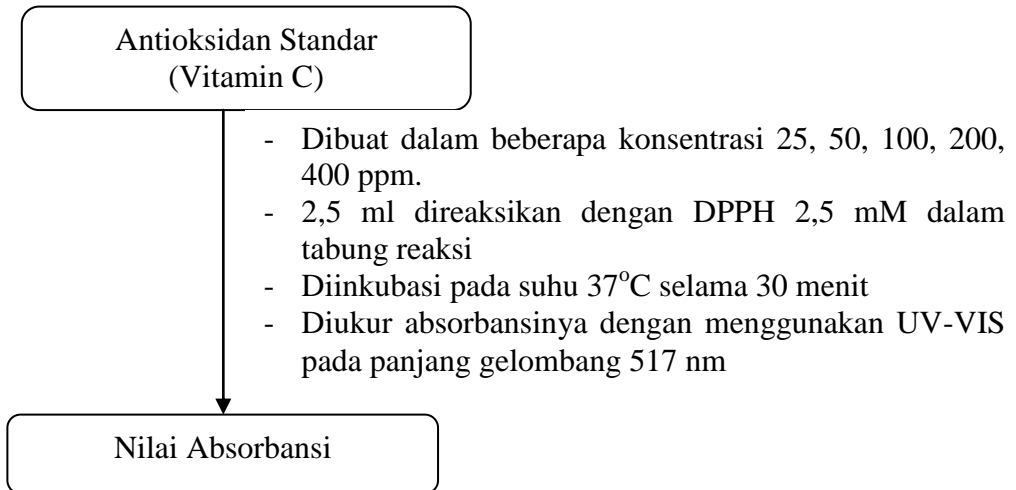 Antioksidan Standar
(Vitamin C)
- Dibuat dalam beberapa konsentrasi 25, 50, 100, 200,
400 ppm.
- 2,5 ml direaksikan dengan DPPH 2,5 mM dalam
tabung reaksi
- Diinkubasi pada suhu 37°C selama 30 menit
- Diukur absorbansinya dengan menggunakan UV-VIS
pada panjang gelombang 517 nm
Nilai Absorbansi